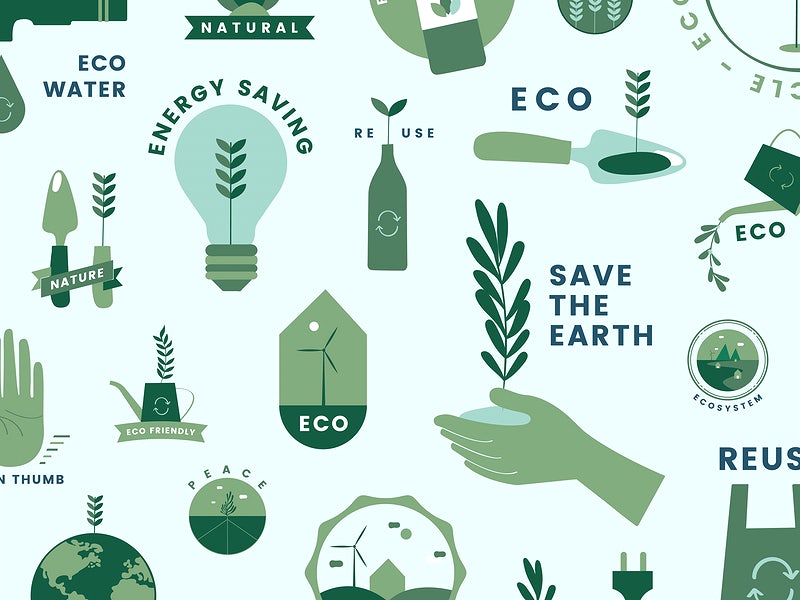 NATURAL
ECO
WATER
ENERGY SAVING
RE USE
ECO
CLE - ECO
NATURE
ECO
SAVE
THE
EARTH
ECO
ECO FRIENDLY
ECOSYSTEM
N THUMB
PEACE
REUS